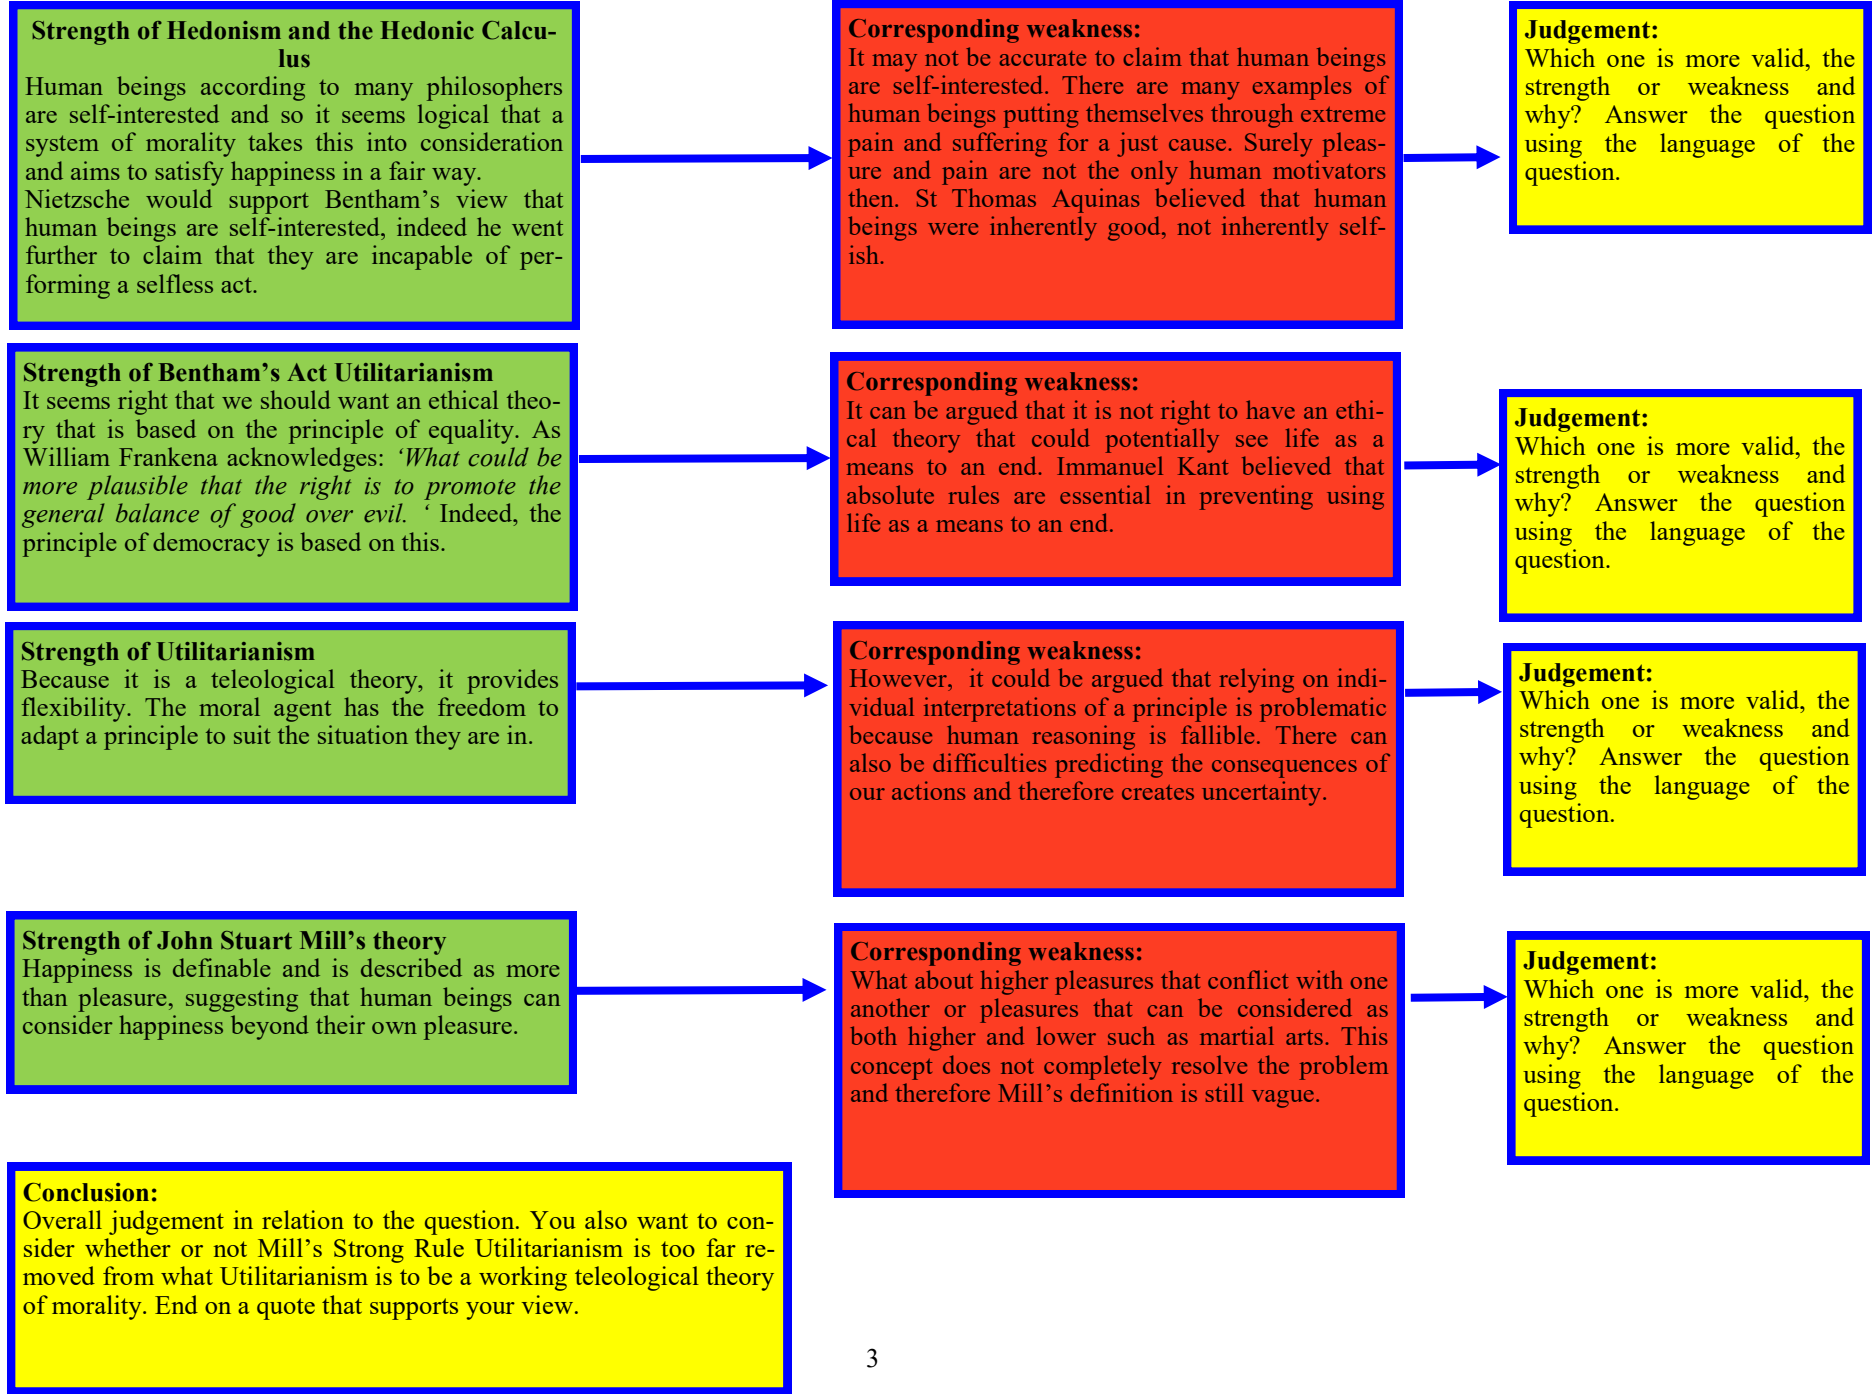 Strength of Hedonism and the Hedonic Calcu-
lus
Human beings according to many philosophers
are self-interested and so it seems logical that a
system of morality takes this into consideration
and aims to satisfy happiness in a fair way.
Nietzsche would support Bentham’s view that
human beings are self-interested, indeed he went
further to claim that they are incapable of per-
forming a selfless act.
Corresponding weakness:
It may not be accurate to claim that human beings
are self-interested. There are many examples of
human beings putting themselves through extreme
pain and suffering for a just cause. Surely pleas-
ure and pain are not the only human motivators
then. St Thomas Aquinas believed that human
beings were inherently good, not inherently self-
ish.
Judgement:
Which one is more valid, the
strength or weakness and
why? Answer the question
using the language of the
question.
Strength of Bentham’s Act Utilitarianism
It seems right that we should want an ethical theo-
ry that is based on the principle of equality. As
William Frankena acknowledges: ‘What could be
more plausible that the right is to promote the
general balance of good over evil. ‘ Indeed, the
principle of democracy is based on this.
Corresponding weakness:
It can be argued that it is not right to have an ethi-
cal theory that could potentially see life as a
means to an end. Immanuel Kant believed that
absolute rules are essential in preventing using
life as a means to an end.
Judgement:
Which one is more valid, the
strength or weakness and
why? Answer the question
using the language of the
question.
Strength of Utilitarianism
Because it is a teleological theory, it provides
flexibility. The moral agent has the freedom to
adapt a principle to suit the situation they are in.
Corresponding weakness:
However, it could be argued that relying on indi-
vidual interpretations of a principle is problematic
because human reasoning is fallible. There can
also be difficulties predicting the consequences of
our actions and therefore creates uncertainty.
Judgement:
Which one is more valid, the
strength or weakness and
why? Answer the question
using the language of the
question.
Strength of John Stuart Mill’s theory
Happiness is definable and is described as more
than pleasure, suggesting that human beings can
consider happiness beyond their own pleasure.
Corresponding weakness:
What about higher pleasures that conflict with one
another or pleasures that can be considered as
both higher and lower such as martial arts. This
concept does not completely resolve the problem
and therefore Mill’s definition is still vague.
Judgement:
Which one is more valid, the
strength or weakness and
why? Answer the question
using the language of the
question.
Conclusion:
Overall judgement in relation to the question. You also want to con-
sider whether or not Mill’s Strong Rule Utilitarianism is too far re-
moved from what Utilitarianism is to be a working teleological theory
of morality. End on a quote that supports your view.
3